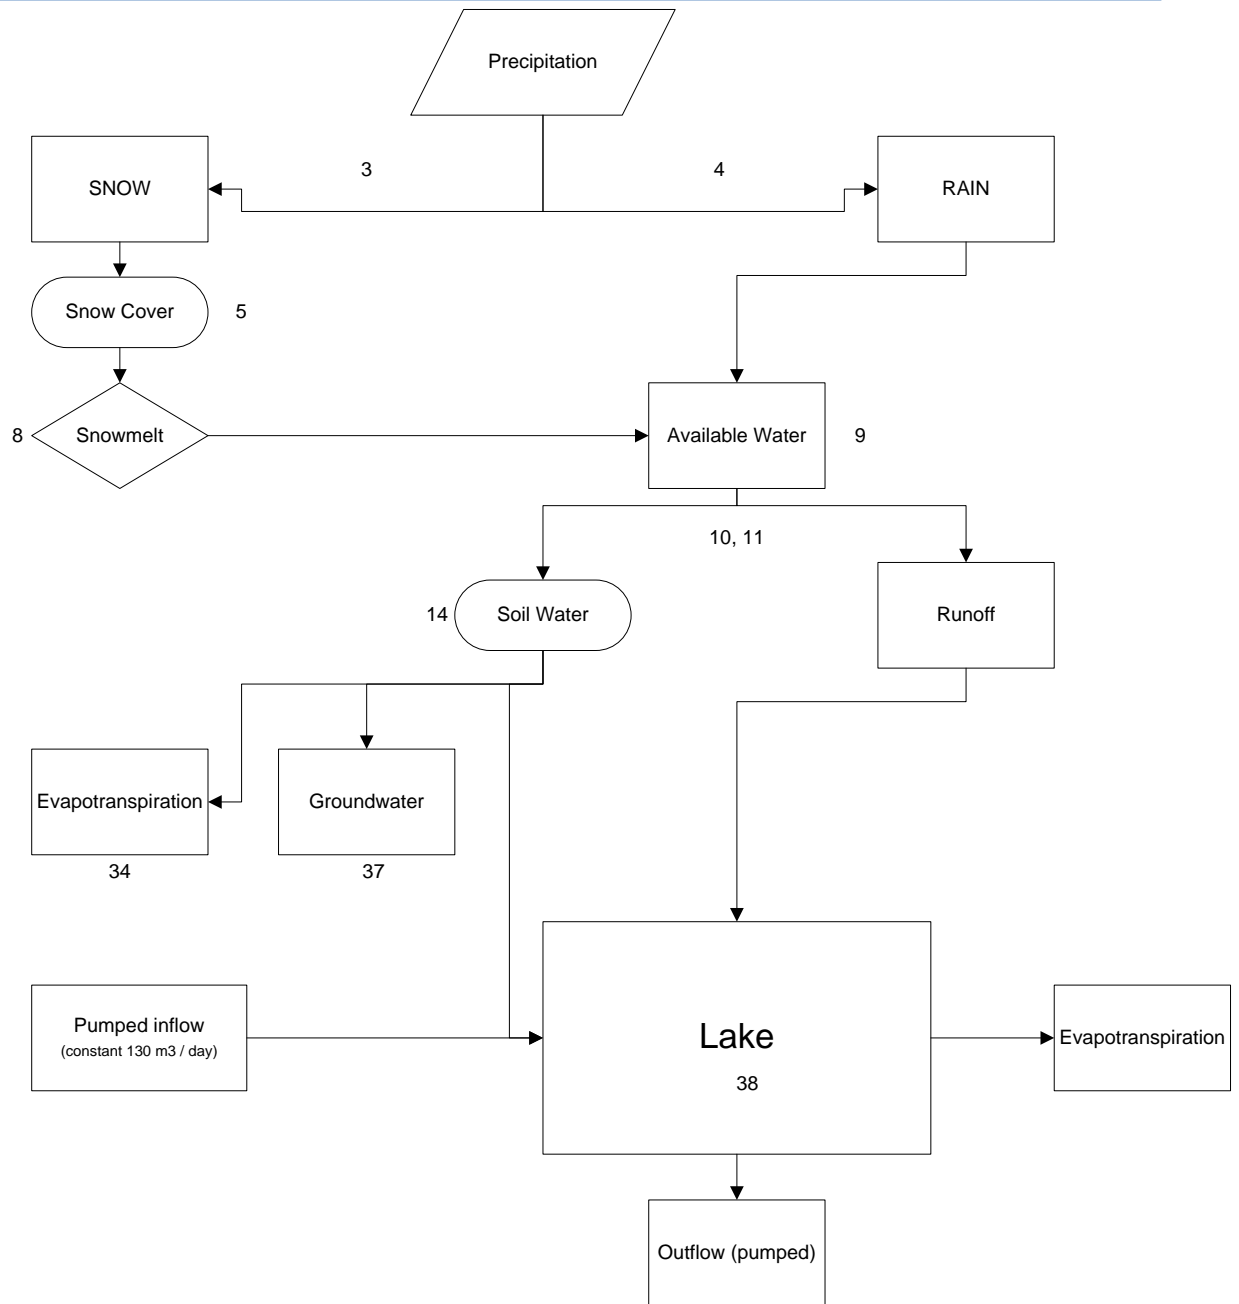 Precipitation
3
4
SNOW
RAIN
Snow Cover
5
8
Snowmelt
Available Water
9
10, 11
14
Soil Water
Runoff
Evapotranspiration
Groundwater
34
37
Pumped inflow
(constant 130 m3 / day)
Lake
38
Evapotranspiration
Outflow (pumped)